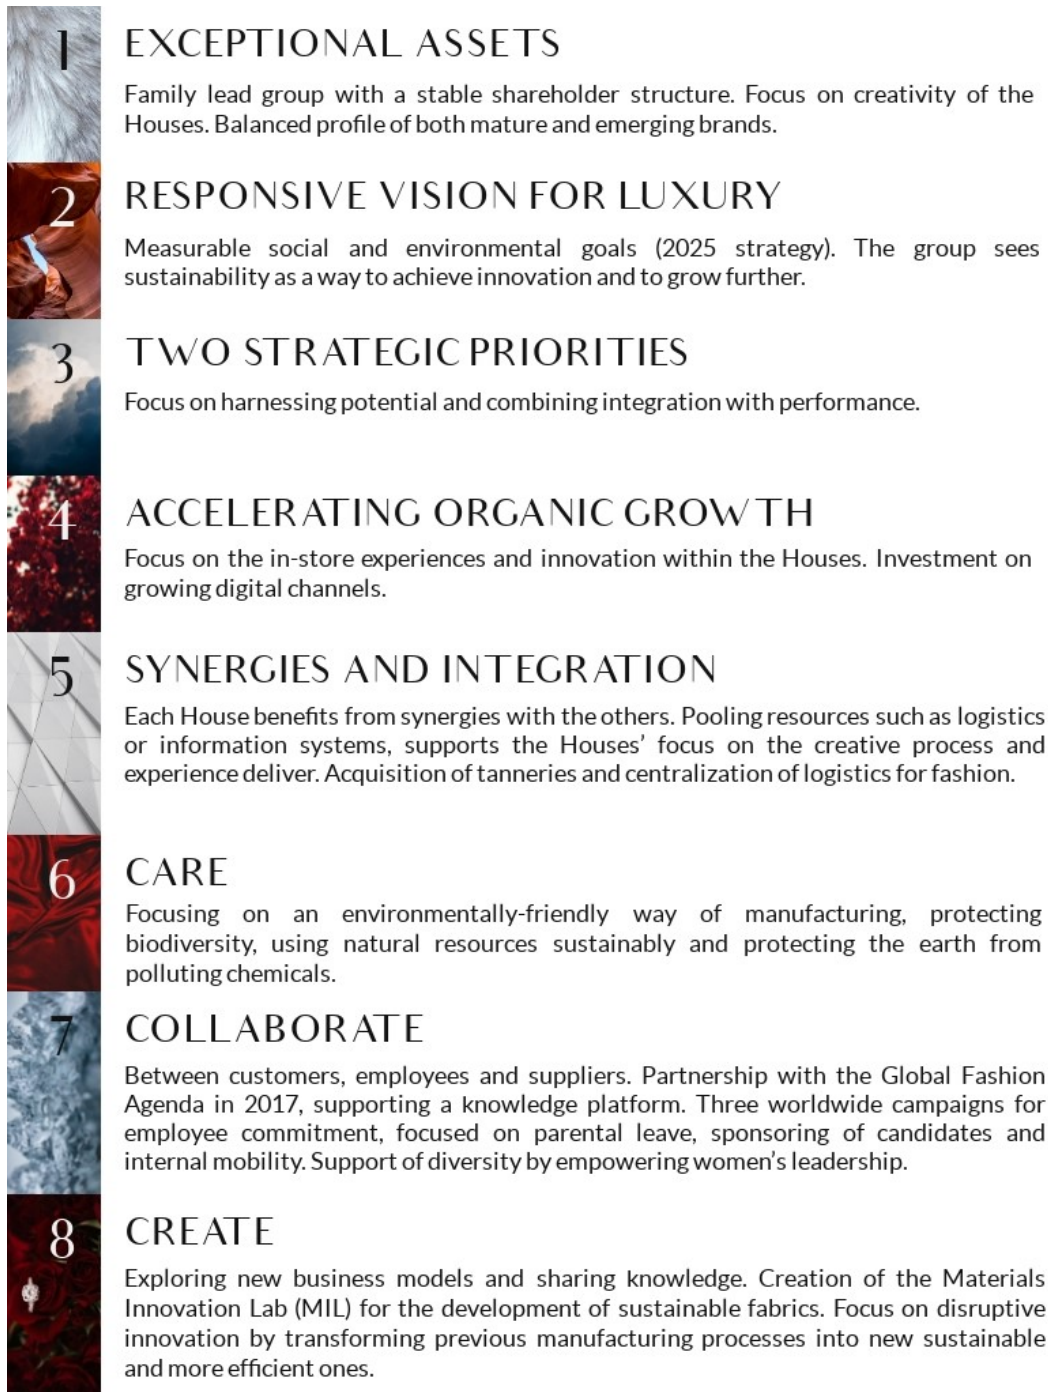 1
EXCEPTIONAL ASSETS
Family lead group with a stable shareholder structure. Focus on creativity of the
Houses. Balanced profile of both mature and emerging brands.
2
RESPONSIVE VISION FOR LUXURY
Measurable social and environmental goals (2025 strategy). The group sees
sustainability as a way to achieve innovation and to grow further.
3
TWO STRATEGIC PRIORITIES
Focus on harnessing potential and combining integration with performance.
4
ACCELERATING ORGANIC GROWTH
Focus on the in-store experiences and innovation within the Houses. Investment on
growing digital channels.
5
SYNERGIES AND INTEGRATION
Each House benefits from synergies with the others. Pooling resources such as logistics
or information systems, supports the Houses’ focus on the creative process and
experience deliver. Acquisition of tanneries and centralization of logistics for fashion.
6
CARE
Focusing on an environmentally-friendly way of manufacturing, protecting
biodiversity, using natural resources sustainably and protecting the earth from
polluting chemicals.
7
COLLABORATE
Between customers, employees and suppliers. Partnership with the Global Fashion
Agenda in 2017, supporting a knowledge platform. Three worldwide campaigns for
employee commitment, focused on parental leave, sponsoring of candidates and
internal mobility. Support of diversity by empowering women’s leadership.
8
CREATE
Exploring new business models and sharing knowledge. Creation of the Materials
Innovation Lab (MIL) for the development of sustainable fabrics. Focus on disruptive
innovation by transforming previous manufacturing processes into new sustainable
and more efficient ones.